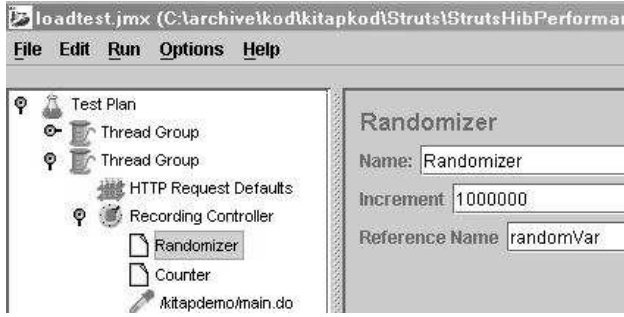 loadtest.jmx (C:\archive\kod\kitapkod\Struts\StrutsHibPerforma
File Edit Run Options Help
Test Plan
Thread Group
Thread Group
HTTP Request Defaults
Recording Controller
Randomizer
Counter
/kitapdemo/main.do
Randomizer
Name: Randomizer
Increment 1000000
Reference Name randomVar